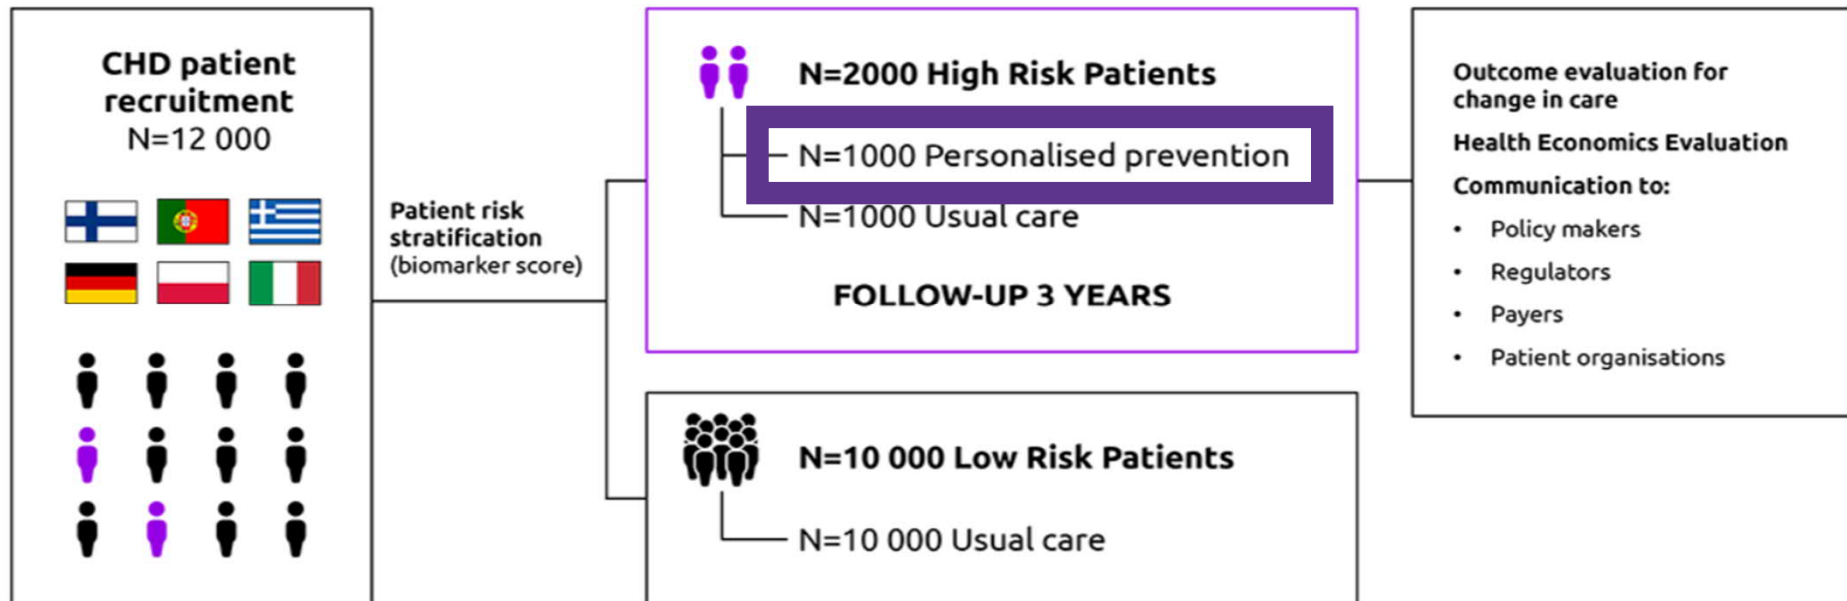 CHD patient
recruitment
N=12 000
Patient risk
stratification
(biomarker score)
N=2000 High Risk Patients
N=1000 Personalised prevention
N=1000 Usual care
FOLLOW-UP 3 YEARS
N=10 000 Low Risk Patients
N=10 000 Usual care
Outcome evaluation for
change in care
Health Economics Evaluation
Communication to:
• Policy makers
• Regulators
• Payers
• Patient organisations